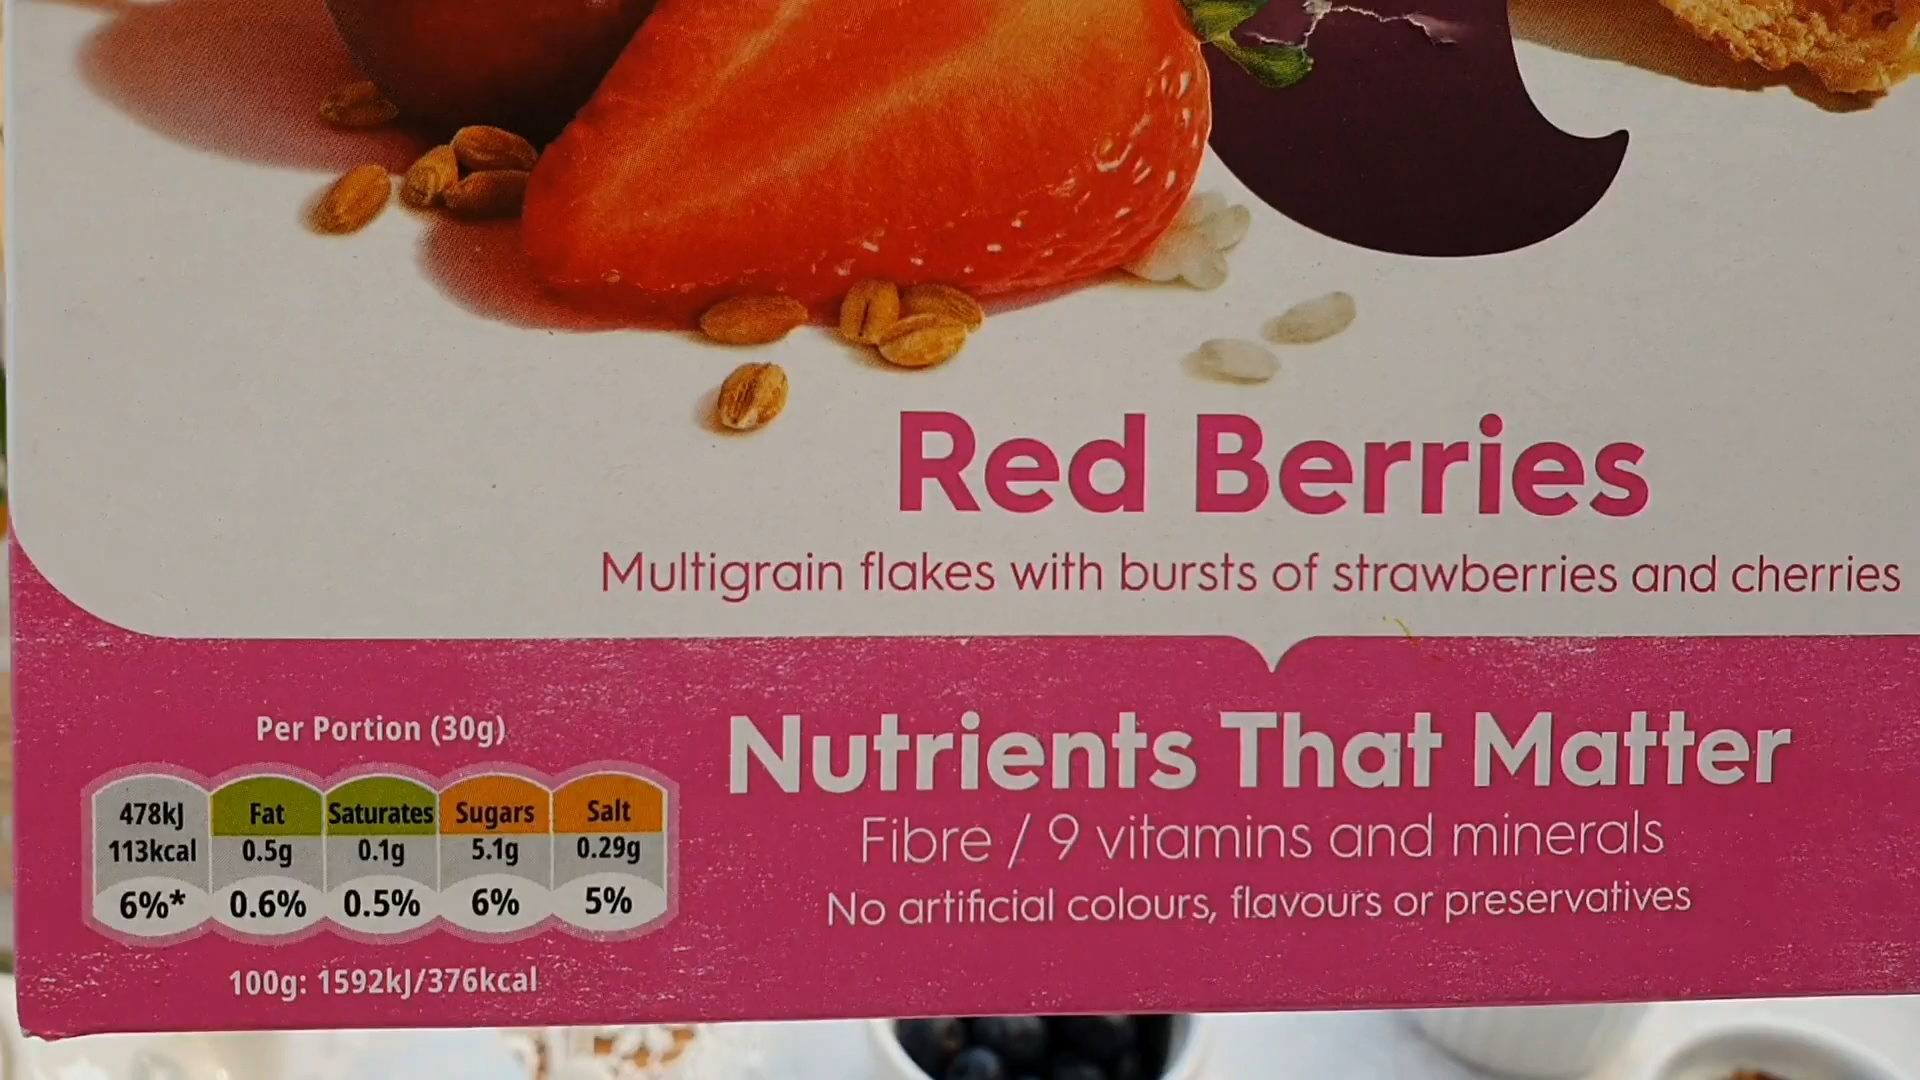 Red Berries
Multigrain flakes with bursts of strawberries and cherries
Per Portion (30g)
478kJ
113kcal
6%*
Fat
0.5g
0.6%
Saturates
0.1g
0.5%
Sugars
5.1g
6%
Salt
0.29g
5%
100g: 1592kJ/376kcal
Nutrients That Matter
Fibre / 9 vitamins and minerals
No artificial colours, flavours or preservatives